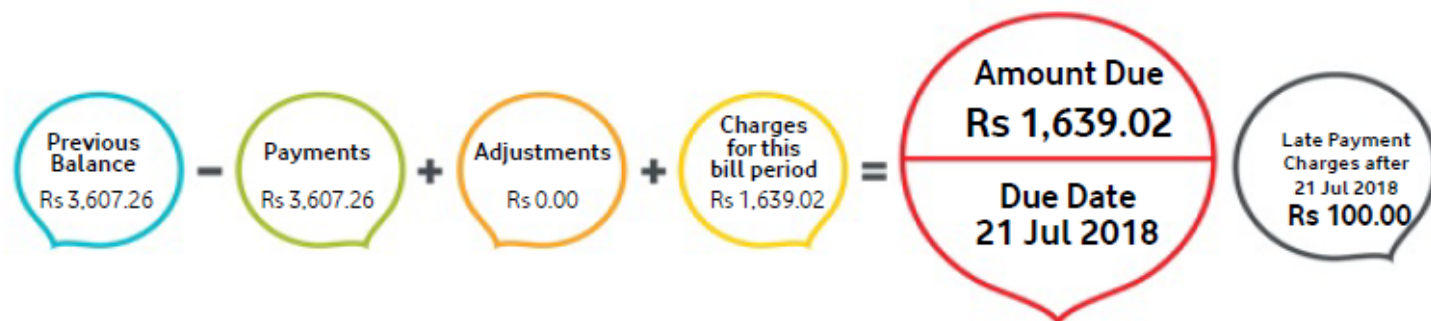 Previous
Balance
Rs 3,607.26
-
Payments
Rs 3,607.26
+
Adjustments
Rs 0.00
+
Charges
for this
bill period
Rs 1,639.02
=
Amount Due
Rs 1,639.02
Due Date
21 Jul 2018
Late Payment
Charges after
21 Jul 2018
Rs 100.00